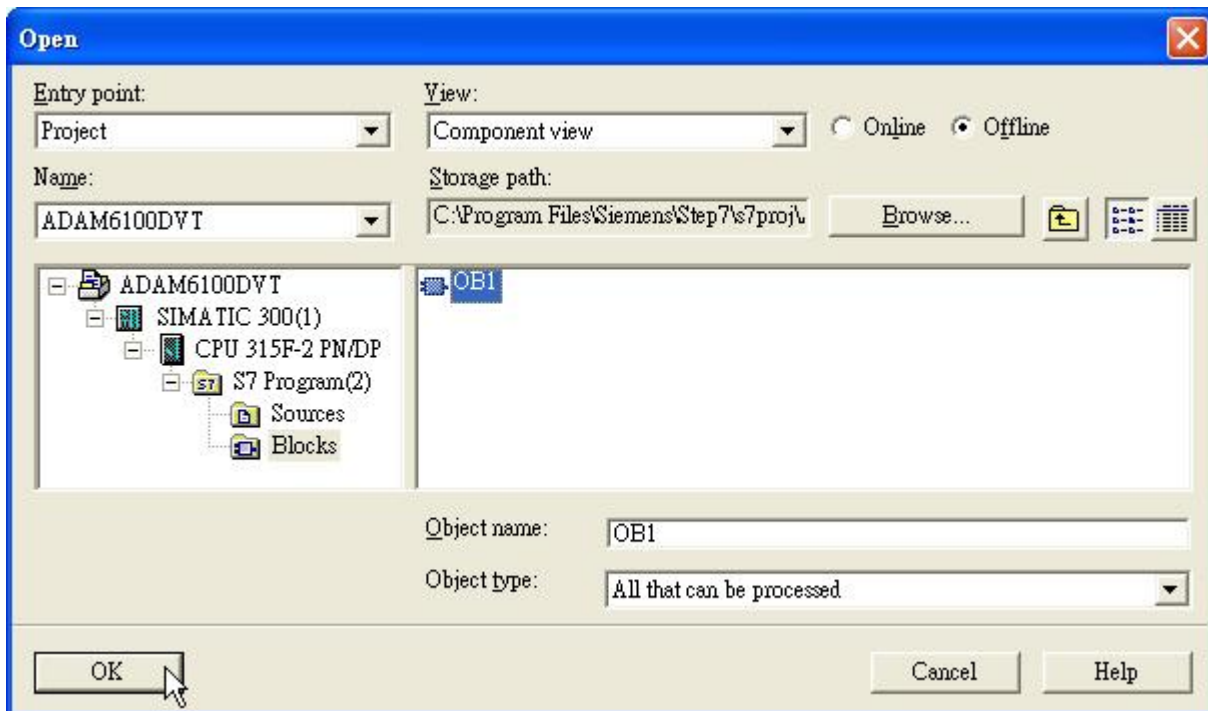 Open
Entry point:
View:
Project
Component view
Online
Offline
Name:
Storage path:
ADAM6100DVT
C:\Program Files\Siemens\Step7\s7proj\
Browse...
ADAM6100DVT
SIMATIC 300(1)
CPU 315F-2 PN/DP
S7 Program(2)
Sources
Blocks
OB1
Object name:
OB1
Object type:
All that can be processed
OK
Cancel
Help